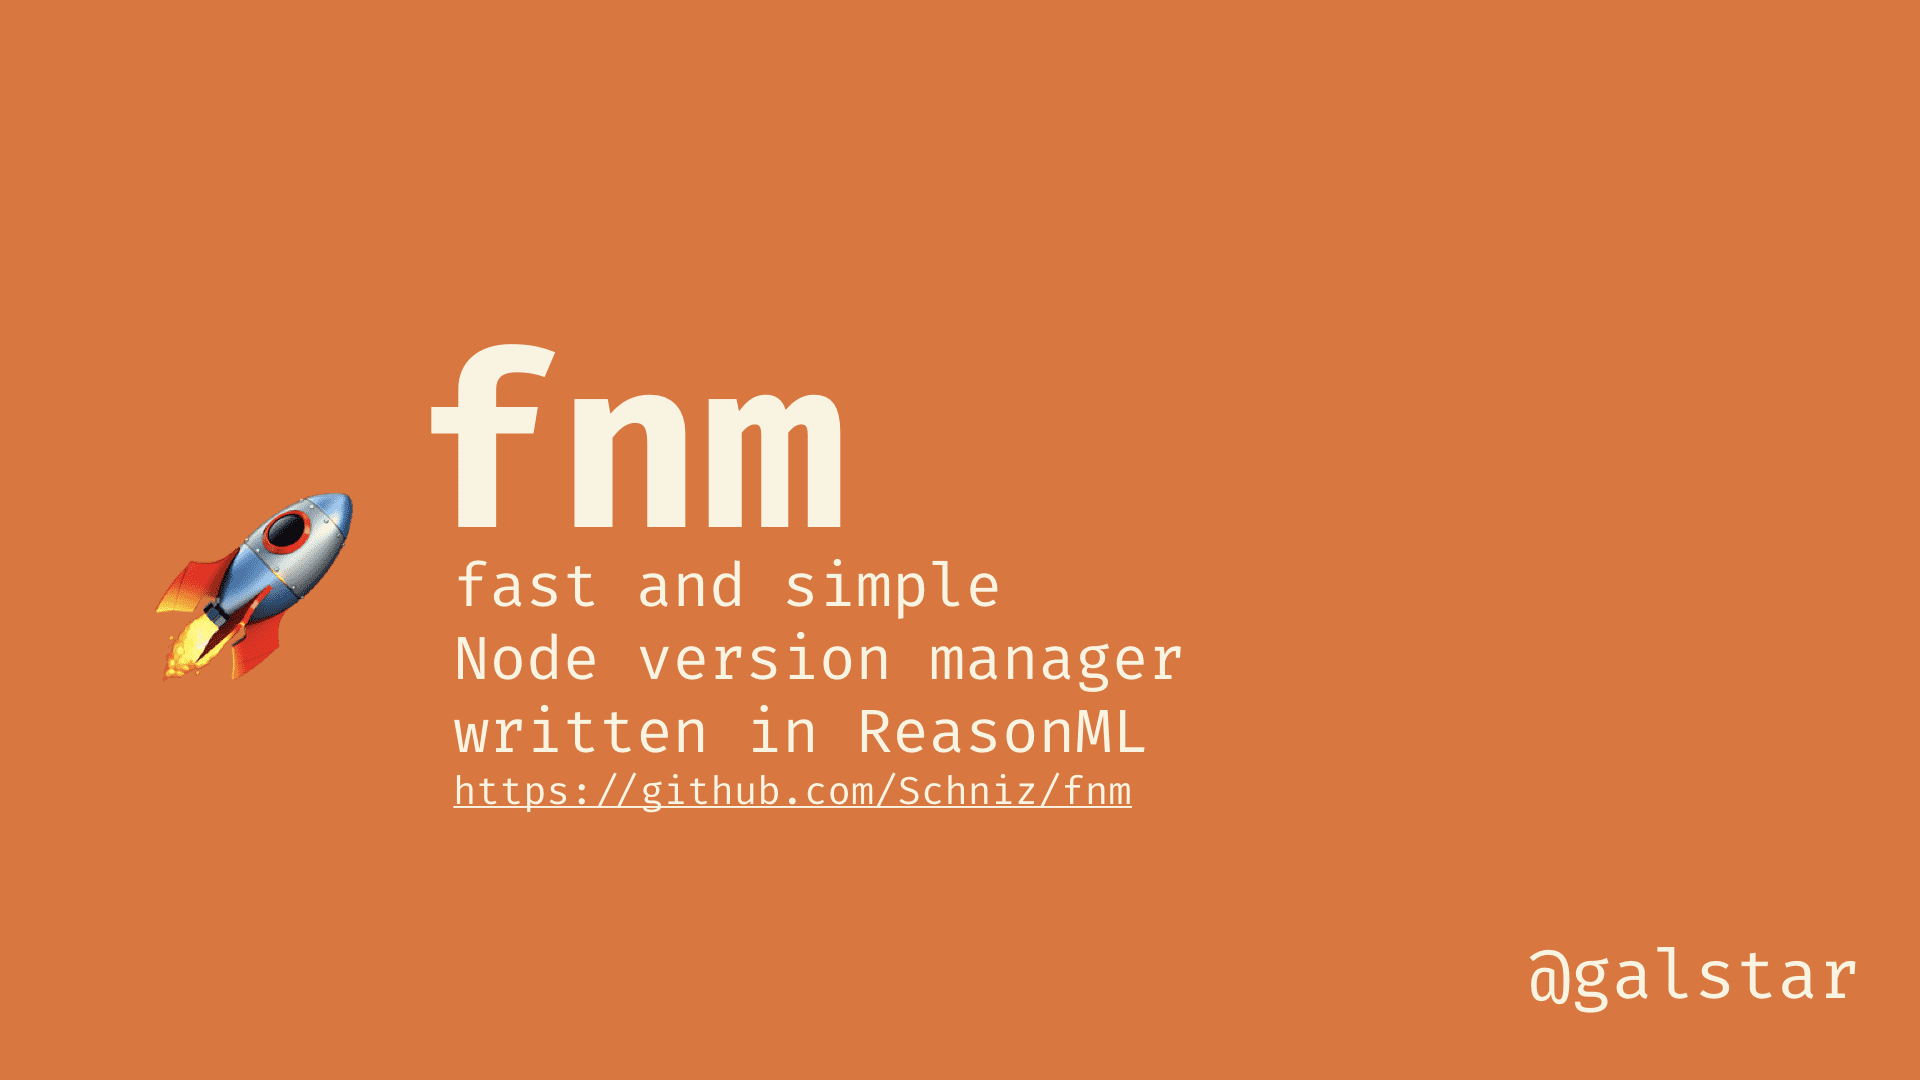 fnm
fast and simple
Node version manager
written in ReasonML
https://github.com/Schniz/fnm
@galstar